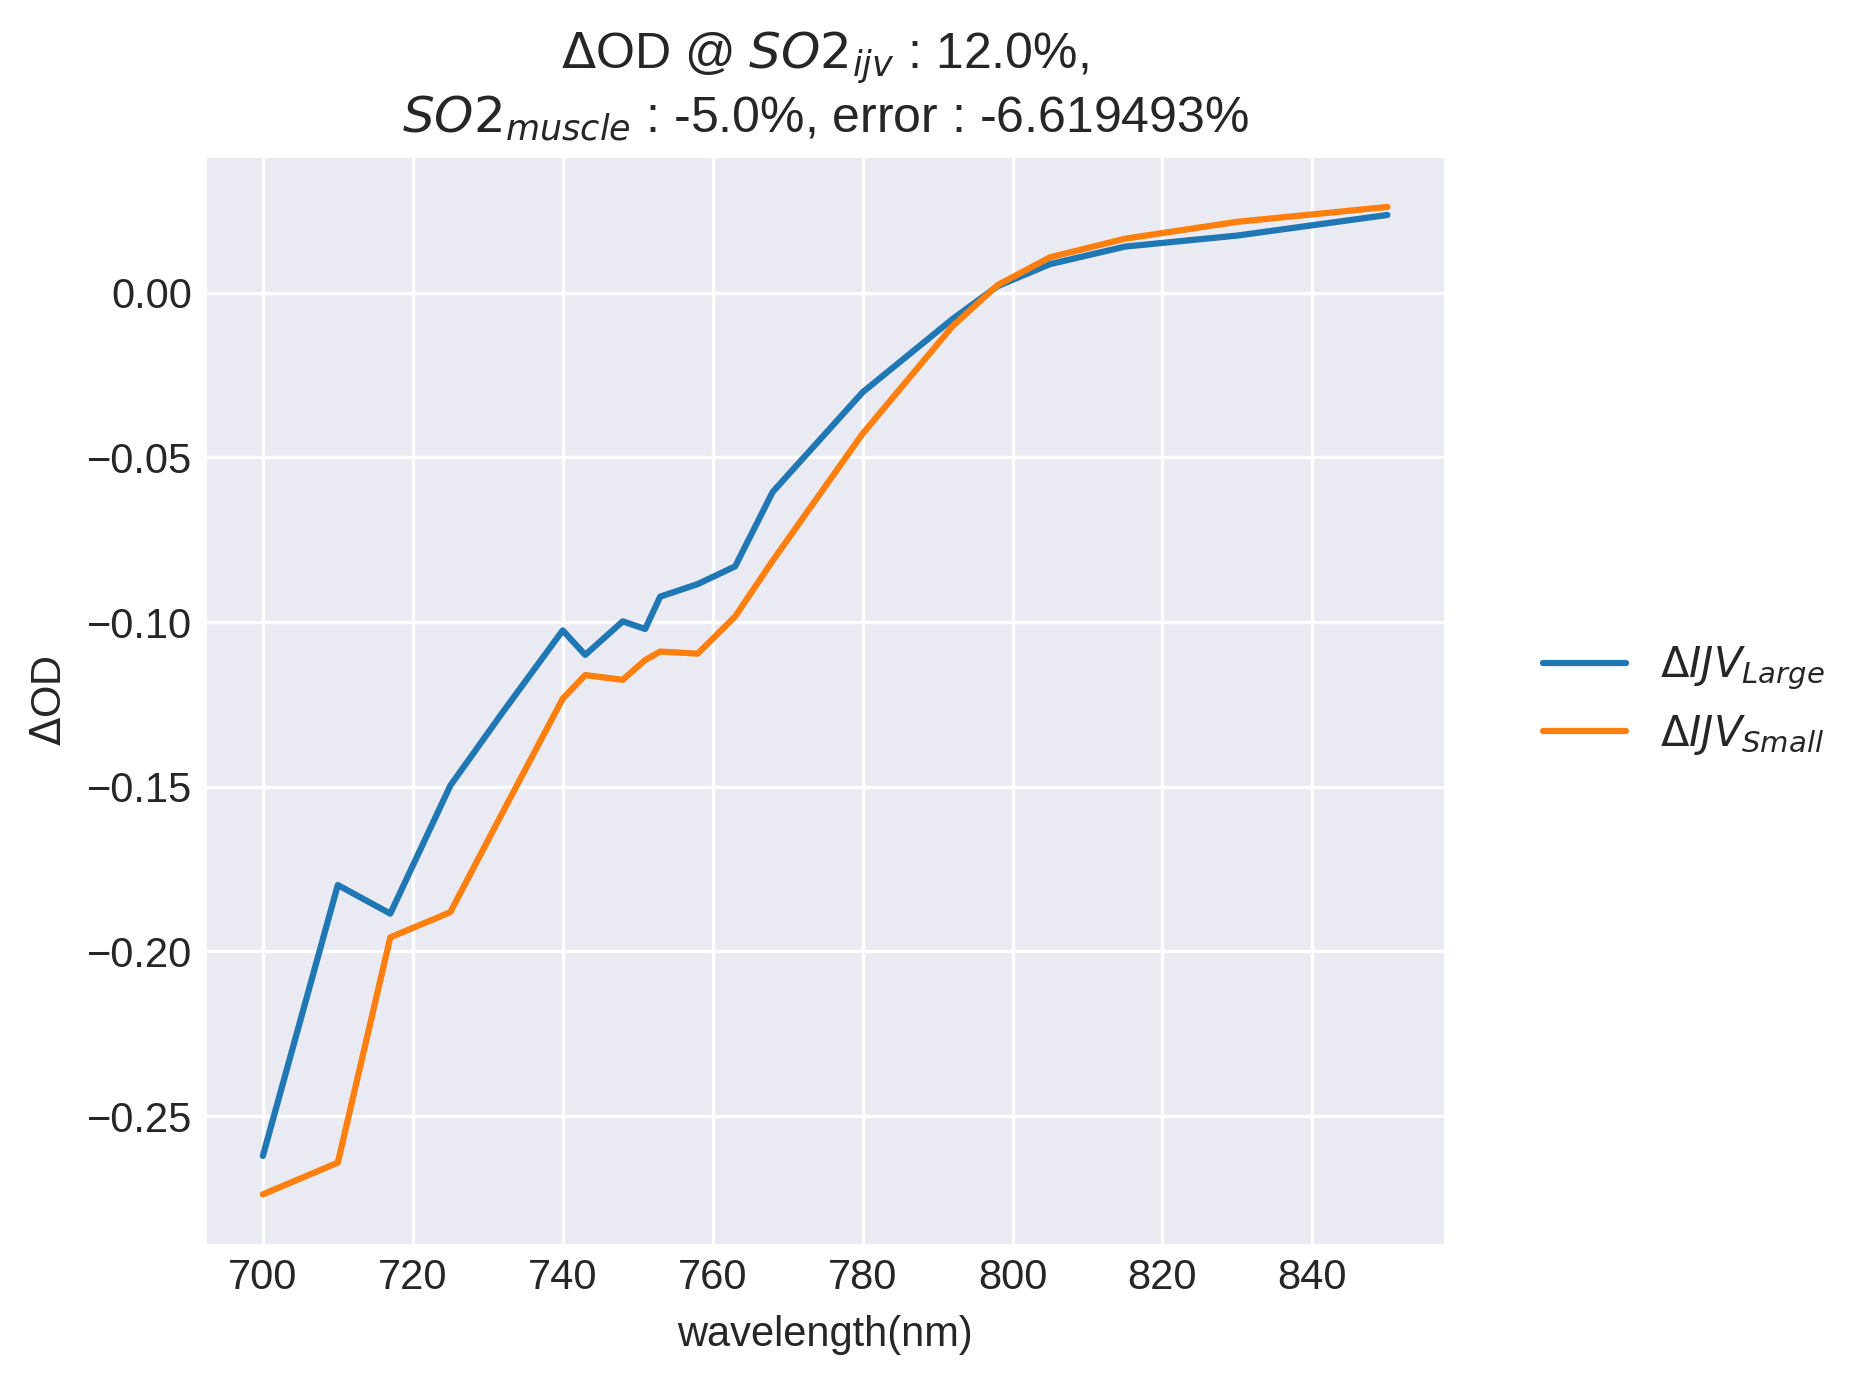 ΔOD @ SO2ijv : 12.0%,
SO2muscle : -5.0%, error : -6.619493%
0.00
−0.05
−0.10
−0.15
−0.20
−0.25
ΔOD
700 720 740 760 780 800 820 840
wavelength(nm)
ΔIJVLarge
ΔIJVSmall